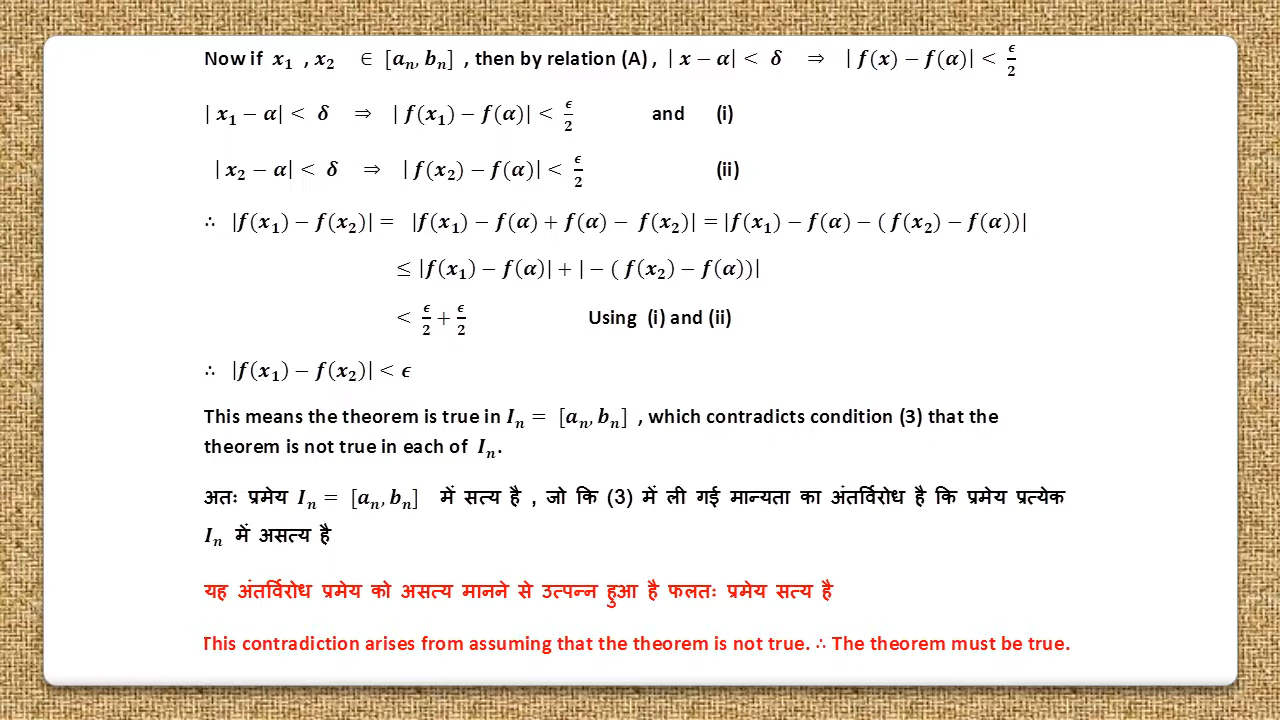 Now if x₁ , x₂ ∈ [aₙ, bₙ] , then by relation (A) , | x − α| < δ ⇒ | f(x) − f(α)| < ϵ/2
| x₁ − α| < δ ⇒ | f(x₁) − f(α)| < ϵ/2 and (i)
| x₂ − α| < δ ⇒ | f(x₂) − f(α)| < ϵ/2 (ii)
∴ |f(x₁) − f(x₂)| = |f(x₁) − f(α) + f(α) − f(x₂)| = |f(x₁) − f(α) − ( f(x₂) − f(α))|
≤ |f(x₁) − f(α)| + | − ( f(x₂) − f(α))|
< ϵ/2 + ϵ/2 Using (i) and (ii)
∴ |f(x₁) − f(x₂)| < ϵ
This means the theorem is true in Iₙ = [aₙ, bₙ] , which contradicts condition (3) that the
theorem is not true in each of Iₙ.
अतः प्रमेय Iₙ = [aₙ, bₙ] में सत्य है , जो कि (3) में ली गई मान्यता का अंतर्विरोध है कि प्रमेय प्रत्येक
Iₙ में असत्य है
यह अंतर्विरोध प्रमेय को असत्य मानने से उत्पन्न हुआ है फलतः प्रमेय सत्य है
This contradiction arises from assuming that the theorem is not true. ∴ The theorem must be true.